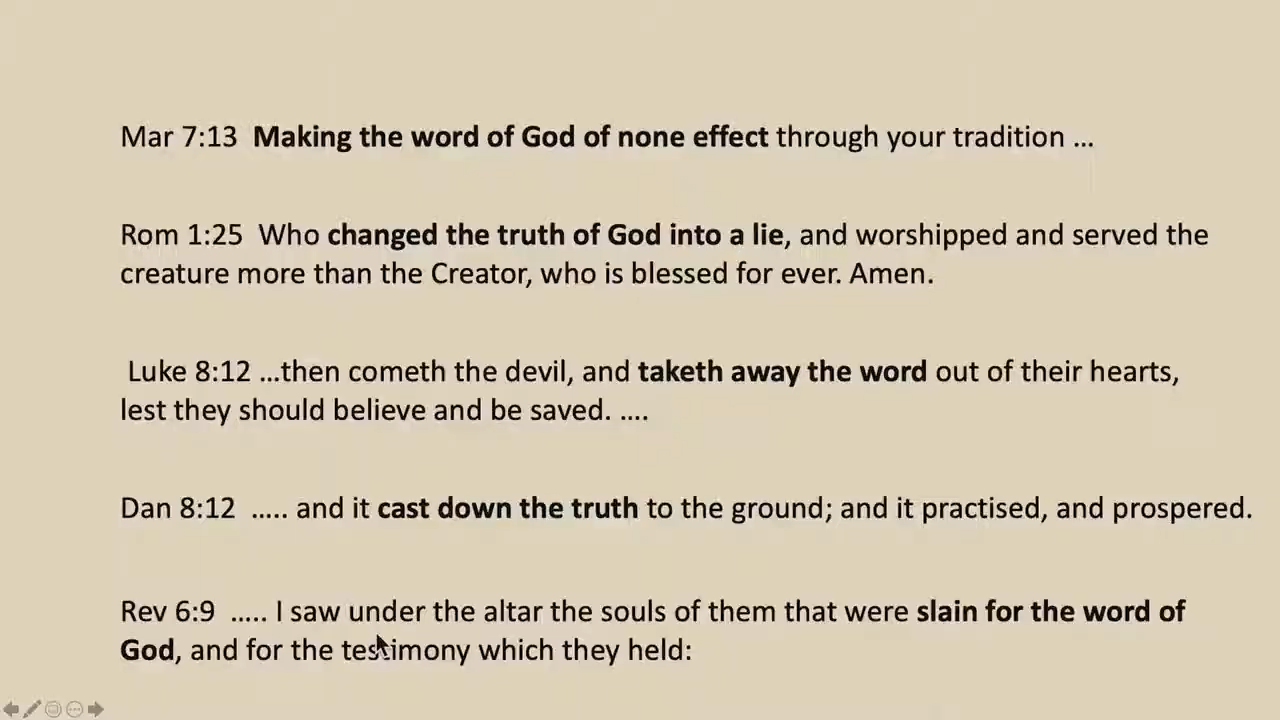 Mar 7:13  Making the word of God of none effect through your tradition ...
Rom 1:25  Who changed the truth of God into a lie, and worshipped and served the
creature more than the Creator, who is blessed for ever. Amen.
Luke 8:12 ...then cometh the devil, and taketh away the word out of their hearts,
lest they should believe and be saved. ....
Dan 8:12  ..... and it cast down the truth to the ground; and it practised, and prospered.
Rev 6:9  ..... I saw under the altar the souls of them that were slain for the word of
God, and for the testimony which they held: